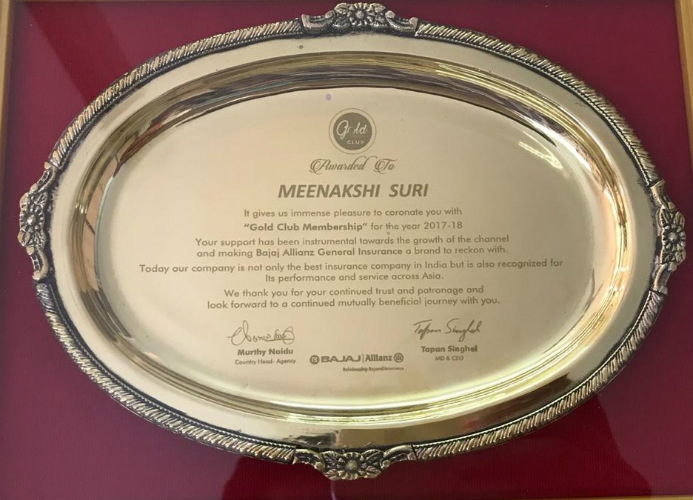 Gold
CLUB
Awarded To
MEENAKSHI SURI
It gives us immense pleasure to coronate you with
“Gold Club Membership” for the year 2017-18
Your support has been instrumental towards the growth of the channel
and making Bajaj Allianz General Insurance a brand to reckon with.
Today our company is not only the best insurance company in India but is also recognized for
Its performance and service across Asia.
We thank you for your continued trust and patronage and
look forward to a continued mutually beneficial journey with you.
Tapan Singhel
Murthy Naidu
Country Head- Agency
BAJAJ | Allianz
Relationship Beyond Insurance
Tapan Singhel
MD & CEO